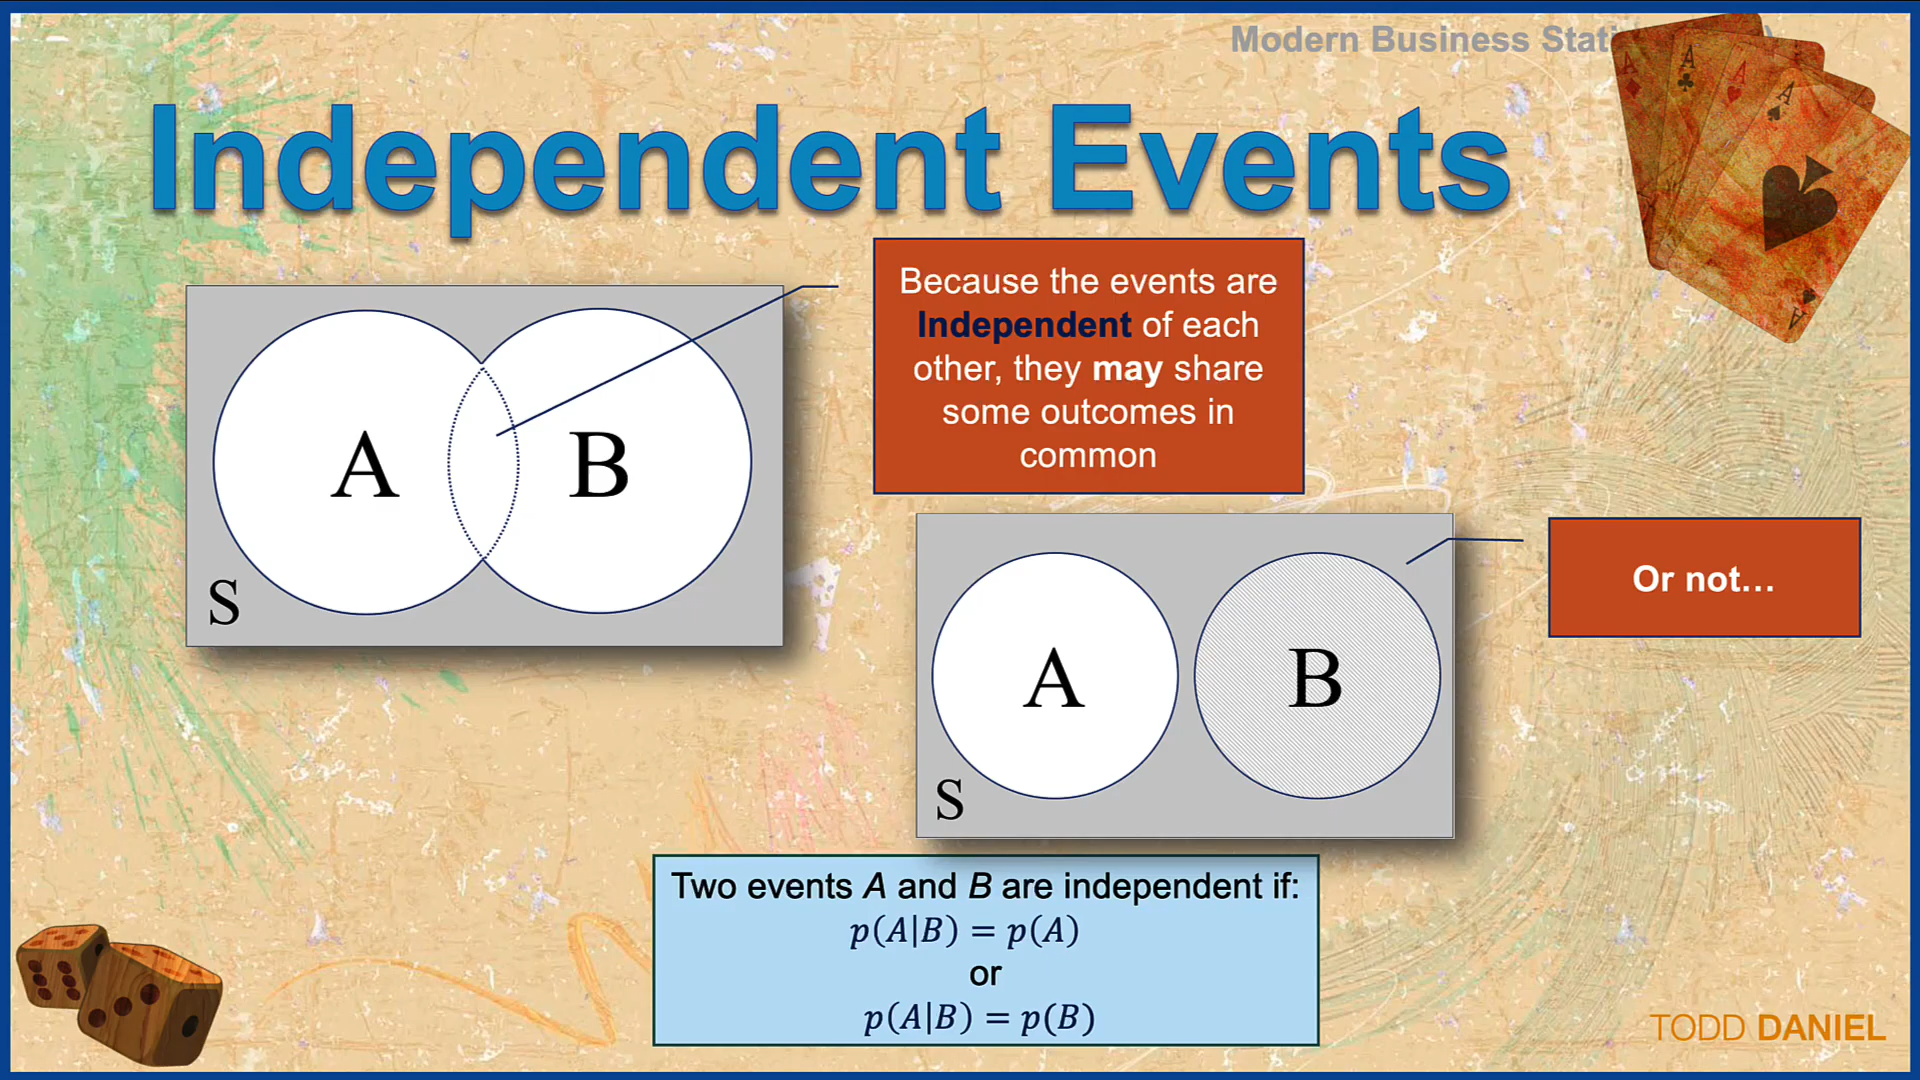 Modern Business Stati
Independent Events
Because the events are
Independent of each
other, they may share
some outcomes in
common
A
B
S
Or not…
A
B
S
Two events A and B are independent if:
p(A|B) = p(A)
or
p(A|B) = p(B)
TODD DANIEL
A
A
A
A
A